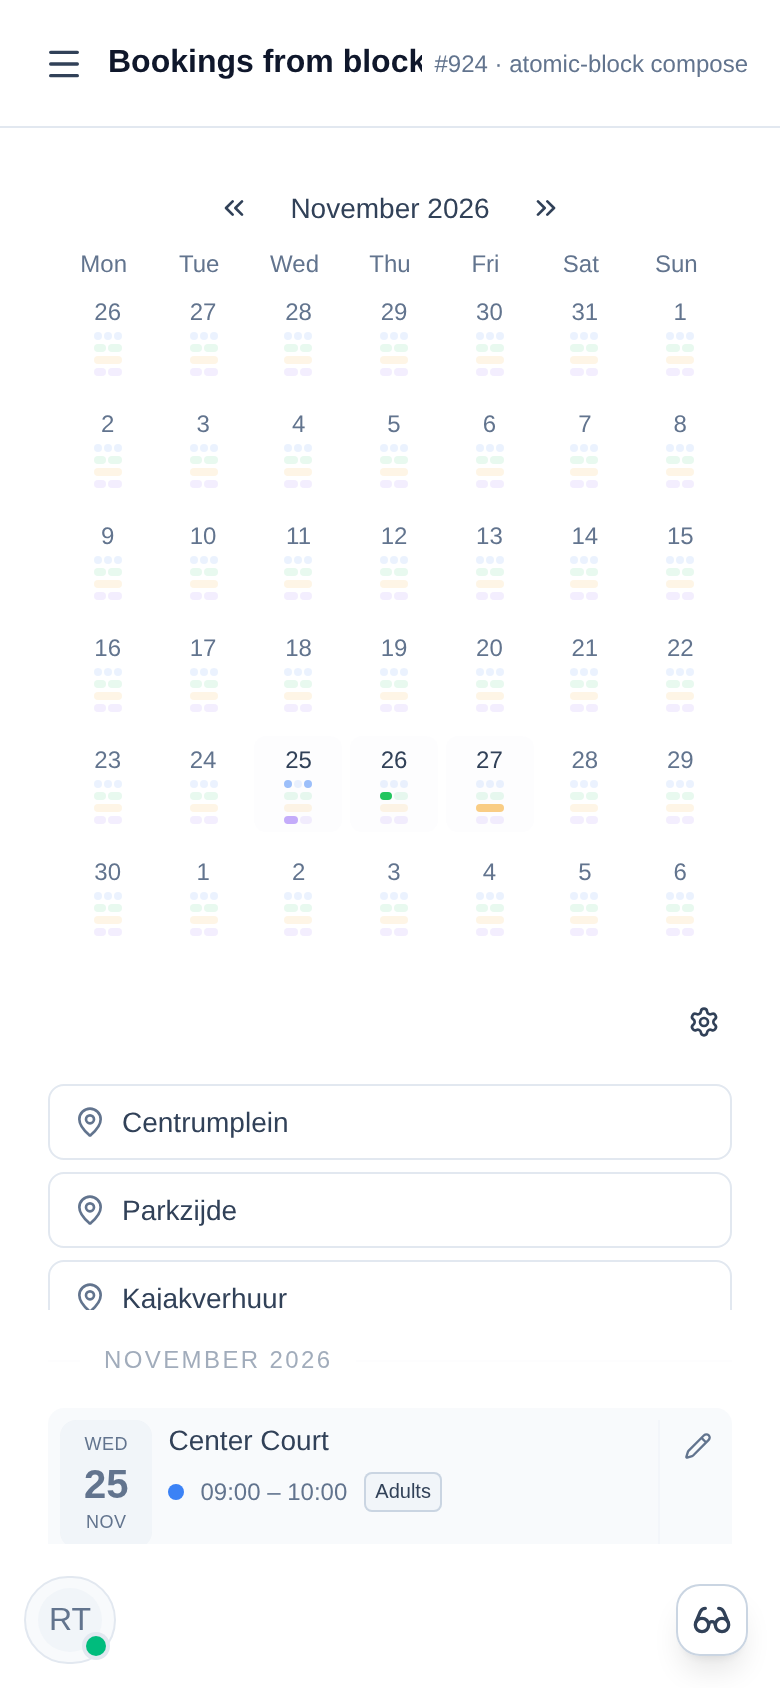 Bookings from block #924 · atomic-block compose
November 2026
Mon Tue Wed Thu Fri Sat Sun
26 27 28 29 30 31 1
2 3 4 5 6 7 8
9 10 11 12 13 14 15
16 17 18 19 20 21 22
23 24 25 26 27 28 29
30 1 2 3 4 5 6
Centrumplein
Parkzijde
Kajakverhuur
NOVEMBER 2026
WED
25
NOV
Center Court
09:00 – 10:00 Adults
RT